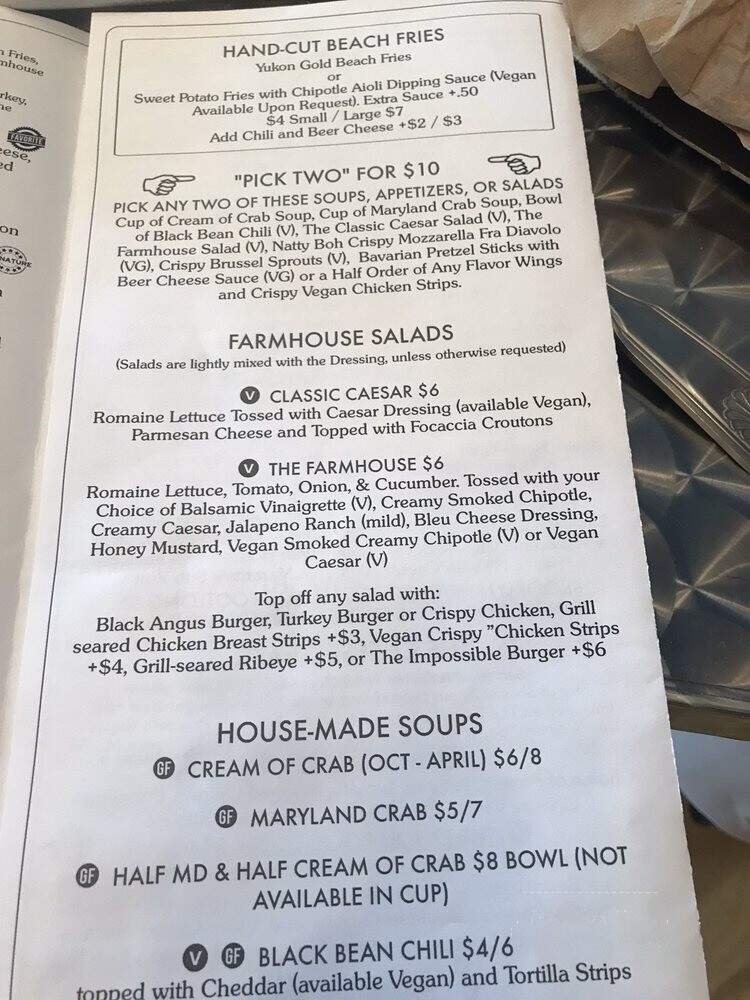 Fries,
mhouse
rkey,
FAVORITE
eese,
ed
on
NATURE
HAND-CUT BEACH FRIES
Yukon Gold Beach Fries
or
Sweet Potato Fries with Chipotle Aioli Dipping Sauce (Vegan
Available Upon Request). Extra Sauce +.50
$4 Small / Large $7
Add Chili and Beer Cheese +$2 / $3
"PICK TWO" FOR $10
PICK ANY TWO OF THESE SOUPS, APPETIZERS, OR SALADS
Cup of Cream of Crab Soup, Cup of Maryland Crab Soup, Bowl
of Black Bean Chili (V), The Classic Caesar Salad (V), The
Farmhouse Salad (V), Natty Boh Crispy Mozzarella Fra Diavolo
(VG), Crispy Brussel Sprouts (V), Bavarian Pretzel Sticks with
Beer Cheese Sauce (VG) or a Half Order of Any Flavor Wings
and Crispy Vegan Chicken Strips.
FARMHOUSE SALADS
(Salads are lightly mixed with the Dressing, unless otherwise requested)
V CLASSIC CAESAR $6
Romaine Lettuce Tossed with Caesar Dressing (available Vegan),
Parmesan Cheese and Topped with Focaccia Croutons
V THE FARMHOUSE $6
Romaine Lettuce, Tomato, Onion, & Cucumber. Tossed with your
Choice of Balsamic Vinaigrette (V), Creamy Smoked Chipotle,
Creamy Caesar, Jalapeno Ranch (mild), Bleu Cheese Dressing,
Honey Mustard, Vegan Smoked Creamy Chipotle (V) or Vegan
Caesar (V)
Top off any salad with:
Black Angus Burger, Turkey Burger or Crispy Chicken, Grill
seared Chicken Breast Strips +$3, Vegan Crispy "Chicken Strips
+$4, Grill-seared Ribeye +$5, or The Impossible Burger +$6
HOUSE-MADE SOUPS
GF CREAM OF CRAB (OCT - APRIL) $6/8
GF MARYLAND CRAB $5/7
GF HALF MD & HALF CREAM OF CRAB $8 BOWL (NOT
AVAILABLE IN CUP)
V GF BLACK BEAN CHILI $4/6
topped with Cheddar (available Vegan) and Tortilla Strips